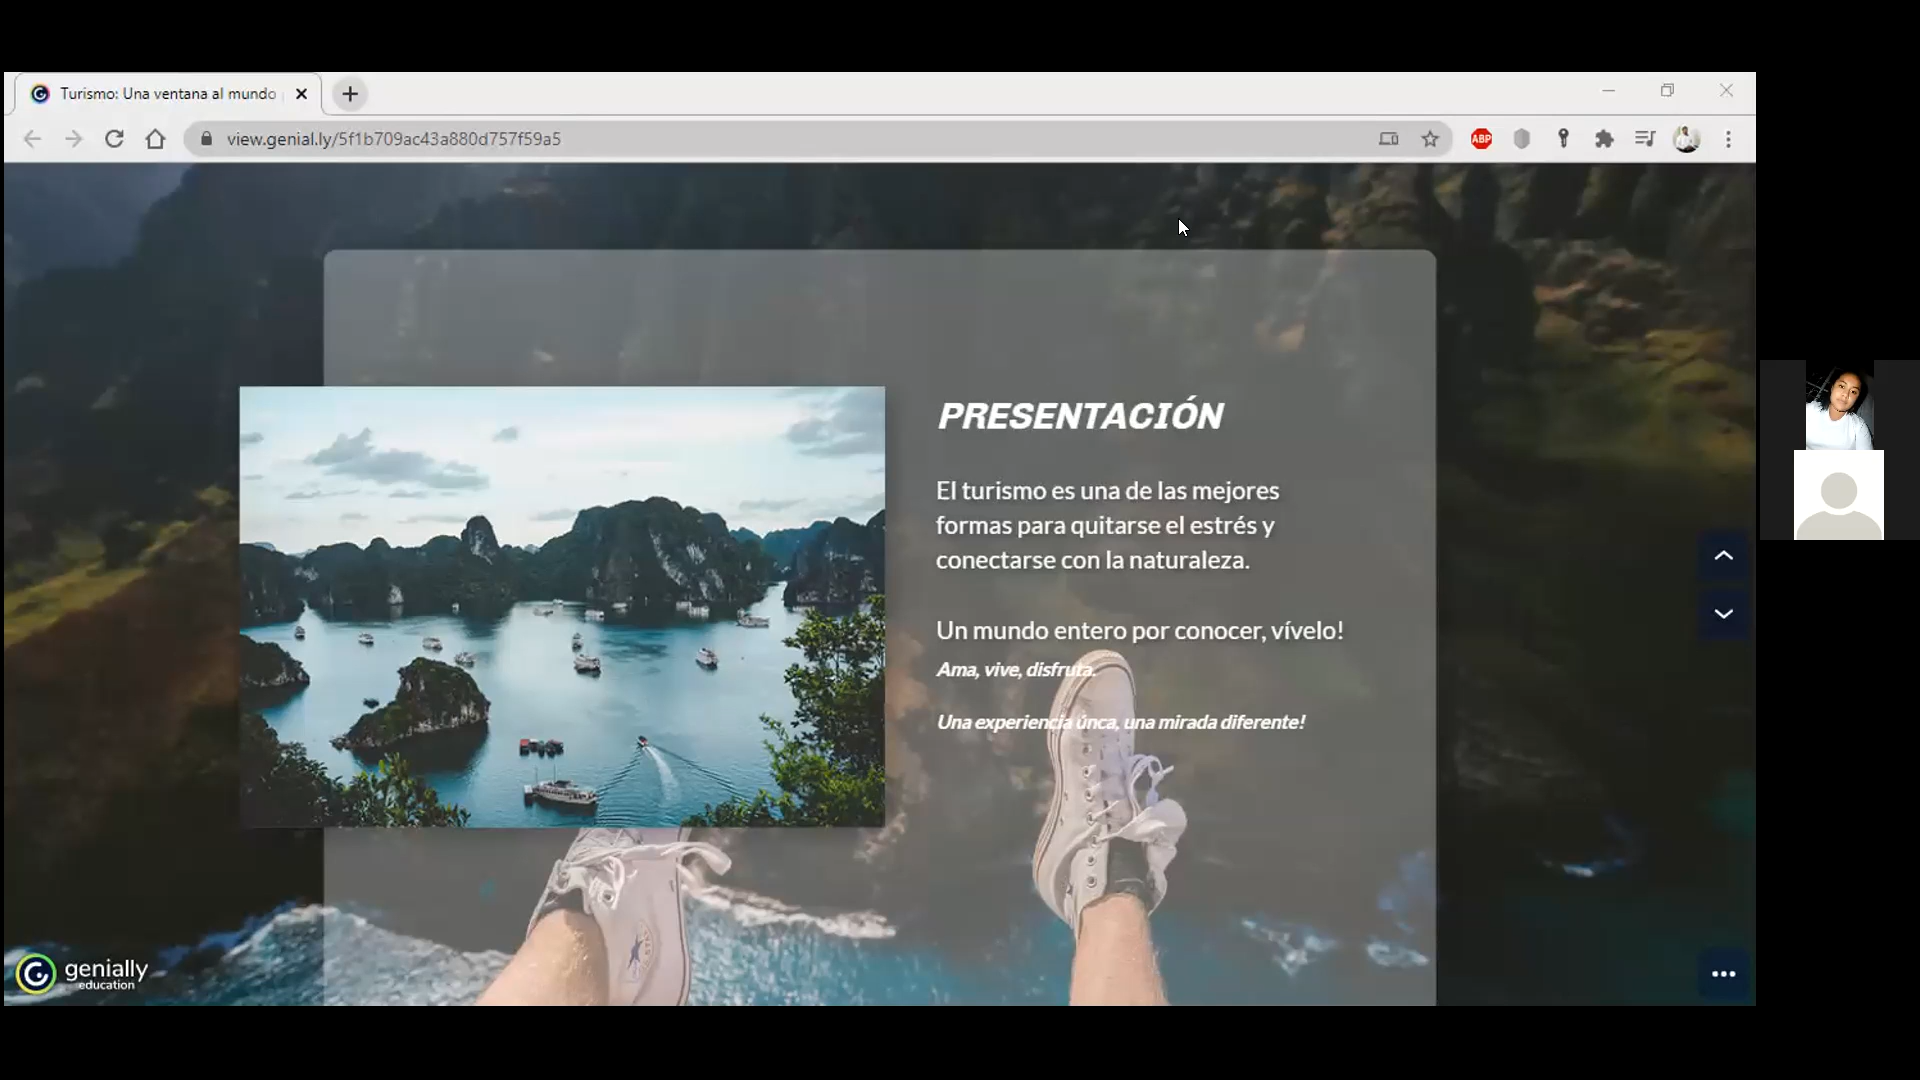 Turismo: Una ventana al mundo
view.genial.ly/5f1b709ac43a880d757f59a5
ABP
PRESENTACIÓN
El turismo es una de las mejores
formas para quitarse el estrés y
conectarse con la naturaleza.
Un mundo entero por conocer, vívelo!
Ama, vive, disfruta.
Una experiencia únca, una mirada diferente!
genially
education